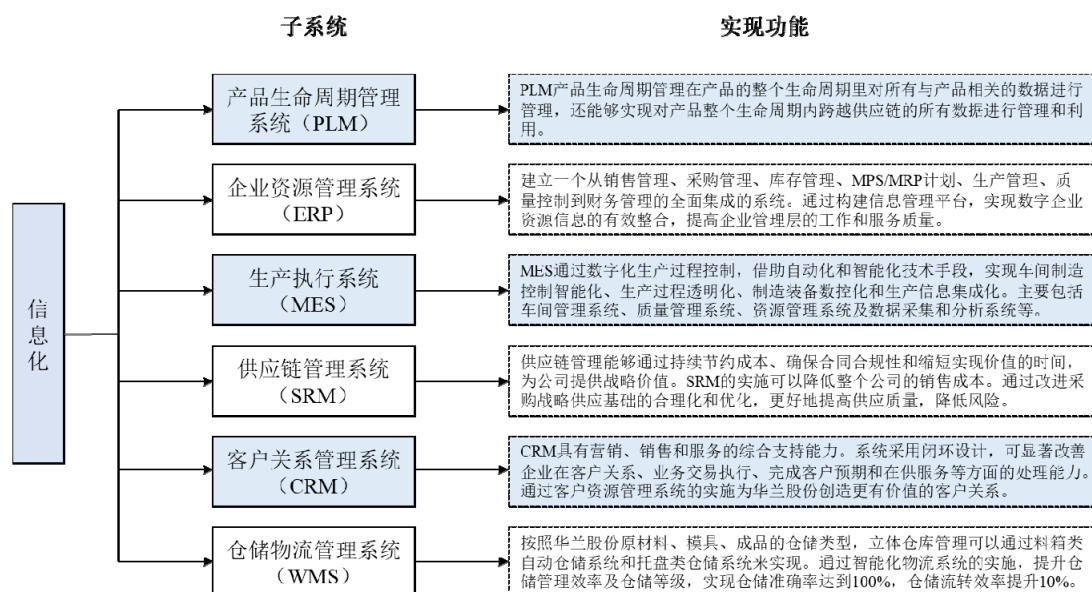 子系统
实现功能
信息化
产品生命周期管理
系统（PLM）
PLM产品生命周期管理在产品的整个生命周期里对所有与产品相关的数据进行
管理，还能够实现对产品整个生命周期内跨越供应链的所有数据进行管理和利
用。
企业资源管理系统
（ERP）
建立一个从销售管理、采购管理、库存管理、MPS/MRP计划、生产管理、质
量控制到财务管理的全面集成的系统。通过构建信息管理平台，实现数字企业
资源信息的有效整合，提高企业管理层的工作和服务质量。
生产执行系统
（MES）
MES通过数字化生产过程控制，借助自动化和智能化技术手段，实现车间制造
控制智能化、生产过程透明化、制造装备数控化和生产信息集成化。主要包括
车间管理系统、质量管理系统、资源管理系统及数据采集和分析系统等。
供应链管理系统
（SRM）
供应链管理能够通过持续节约成本、确保合同合规性和缩短实现价值的时间，
为公司提供战略价值。SRM的实施可以降低整个公司的销售成本。通过改进采
购战略供应基础的合理化和优化，更好地提高供应质量，降低风险。
客户关系管理系统
（CRM）
CRM具有营销、销售和服务的综合支持能力。系统采用闭环设计，可显著改善
企业在客户关系、业务交易执行、完成客户预期和在供服务等方面的处理能力。
通过客户资源管理系统的实施为华兰股份创造更有价值的客户关系。
仓储物流管理系统
（WMS）
按照华兰股份原材料、模具、成品的仓储类型，立体仓库管理可以通过料箱类
自动仓储系统和托盘类仓储系统来实现。通过智能化物流系统的实施，提升仓
储管理效率及仓储等级，实现仓储准确率达到100%，仓储流转效率提升10%。